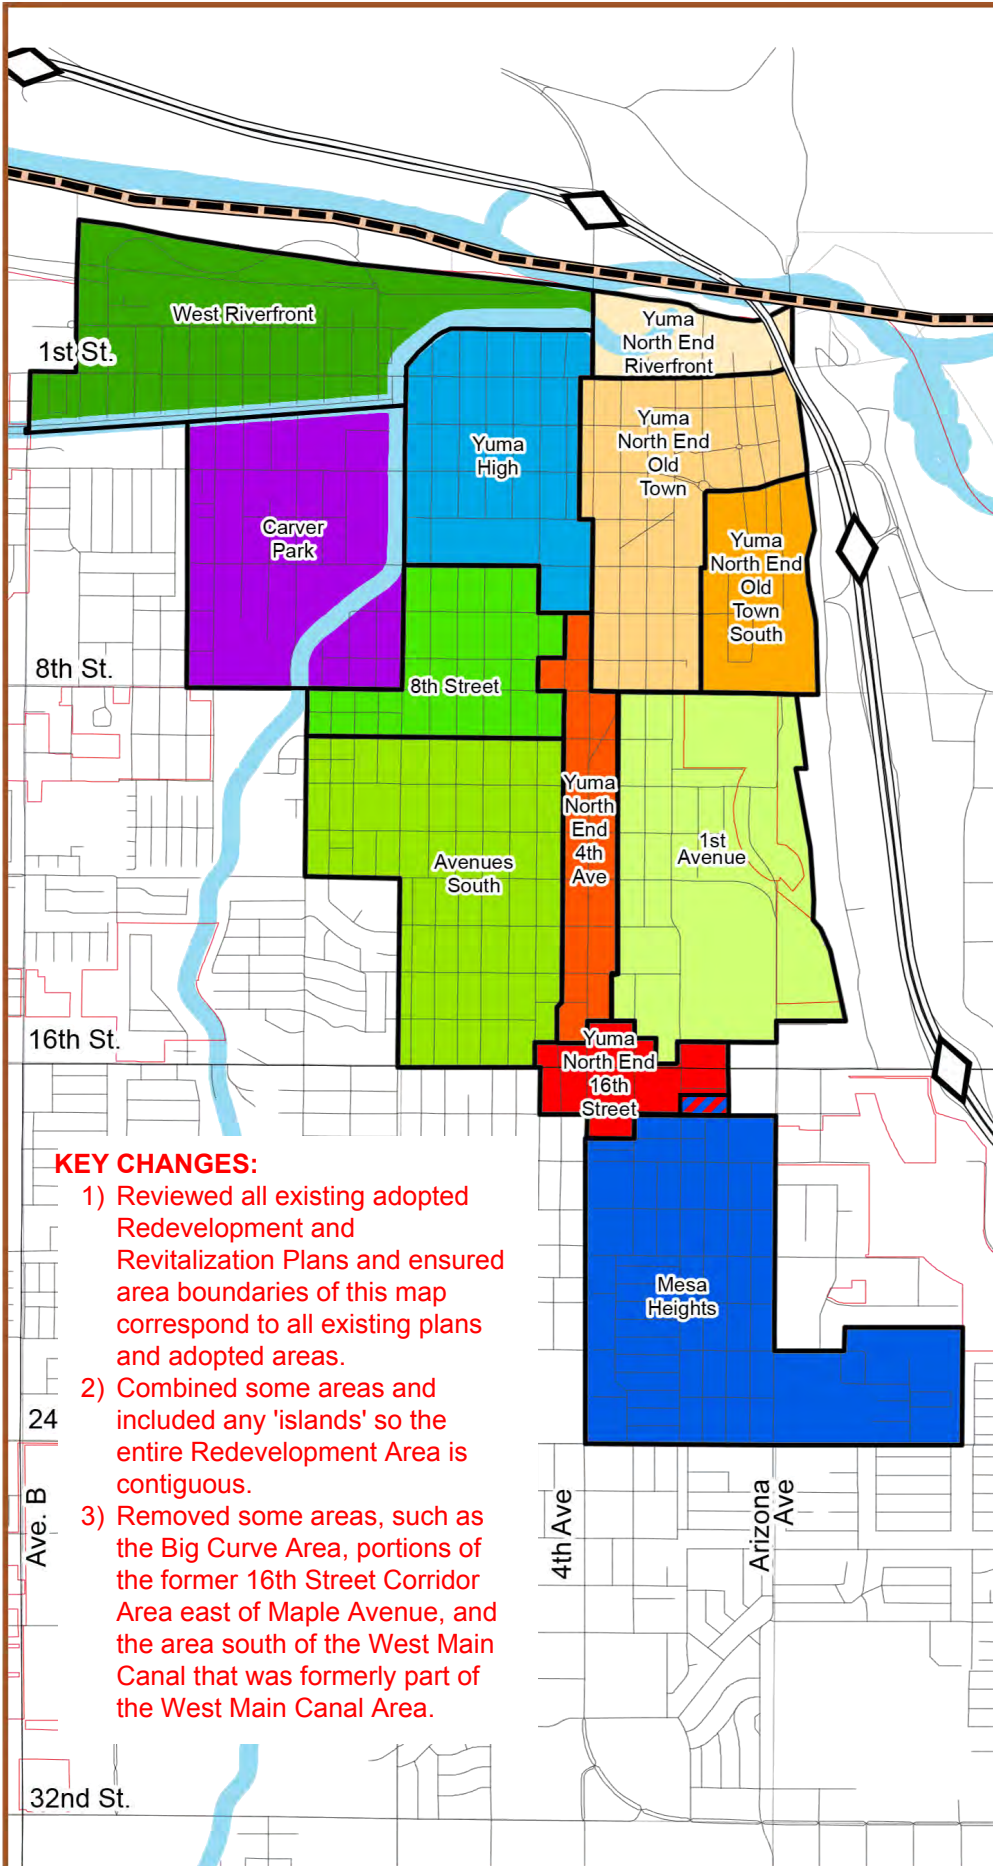 West Riverfront
1st St.
Yuma
North End
Riverfront
Yuma
High
Yuma
North End
Old
Town
Carver
Park
Yuma
North End
Old
Town
South
8th St.
8th Street
Yuma
North
End
4th
Ave
1st
Avenue
Avenues
South
16th St.
Yuma
North End
16th
Street
KEY CHANGES:
1) Reviewed all existing adopted
Redevelopment and
Revitalization Plans and ensured
area boundaries of this map
correspond to all existing plans
and adopted areas.
2) Combined some areas and
included any 'islands' so the
entire Redevelopment Area is
contiguous.
3) Removed some areas, such as
the Big Curve Area, portions of
the former 16th Street Corridor
Area east of Maple Avenue, and
the area south of the West Main
Canal that was formerly part of
the West Main Canal Area.
Mesa
Heights
24
Ave. B
4th Ave
Arizona
Ave
32nd St.